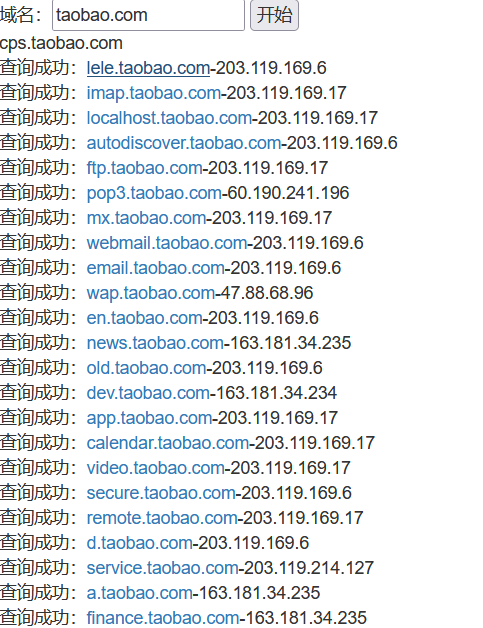 域名: taobao.com 开始
cps.taobao.com
查询成功：lele.taobao.com-203.119.169.6
查询成功：imap.taobao.com-203.119.169.17
查询成功：localhost.taobao.com-203.119.169.17
查询成功：autodiscover.taobao.com-203.119.169.6
查询成功：ftp.taobao.com-203.119.169.17
查询成功：pop3.taobao.com-60.190.241.196
查询成功：mx.taobao.com-203.119.169.17
查询成功：webmail.taobao.com-203.119.169.6
查询成功：email.taobao.com-203.119.169.6
查询成功：wap.taobao.com-47.88.68.96
查询成功：en.taobao.com-203.119.169.6
查询成功：news.taobao.com-163.181.34.235
查询成功：old.taobao.com-203.119.169.6
查询成功：dev.taobao.com-163.181.34.234
查询成功：app.taobao.com-203.119.169.17
查询成功：calendar.taobao.com-203.119.169.17
查询成功：video.taobao.com-203.119.169.17
查询成功：secure.taobao.com-203.119.169.6
查询成功：remote.taobao.com-203.119.169.17
查询成功：d.taobao.com-203.119.169.6
查询成功：service.taobao.com-203.119.214.127
查询成功：a.taobao.com-163.181.34.235
查询成功：finance.taobao.com-163.181.34.235